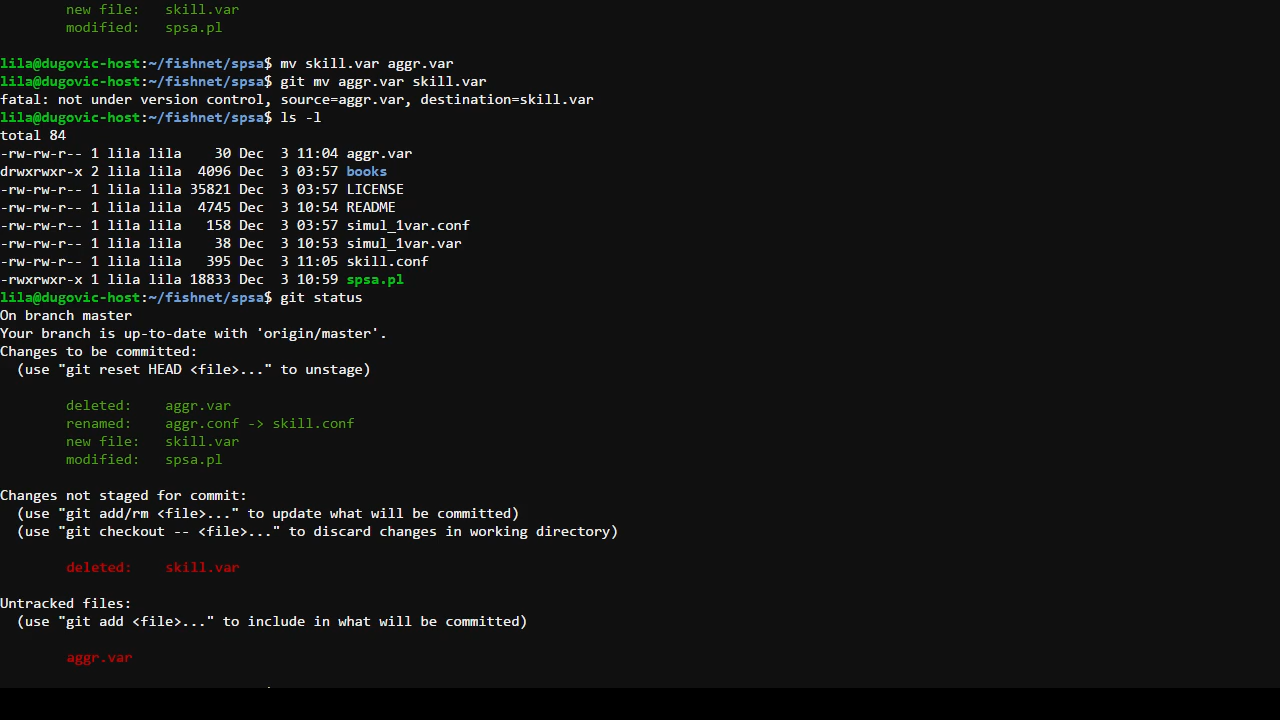 new file:   skill.var
        modified:   spsa.pl

lila@dugovic-host:~/fishnet/spsa$ mv skill.var aggr.var
lila@dugovic-host:~/fishnet/spsa$ git mv aggr.var skill.var
fatal: not under version control, source=aggr.var, destination=skill.var
lila@dugovic-host:~/fishnet/spsa$ ls -l
total 84
-rw-rw-r-- 1 lila lila    30 Dec  3 11:04 aggr.var
drwxrwxr-x 2 lila lila  4096 Dec  3 03:57 books
-rw-rw-r-- 1 lila lila 35821 Dec  3 03:57 LICENSE
-rw-rw-r-- 1 lila lila  4745 Dec  3 10:54 README
-rw-rw-r-- 1 lila lila   158 Dec  3 03:57 simul_1var.conf
-rw-rw-r-- 1 lila lila    38 Dec  3 10:53 simul_1var.var
-rw-rw-r-- 1 lila lila   395 Dec  3 11:05 skill.conf
-rwxrwxr-x 1 lila lila 18833 Dec  3 10:59 spsa.pl
lila@dugovic-host:~/fishnet/spsa$ git status
On branch master
Your branch is up-to-date with 'origin/master'.
Changes to be committed:
  (use "git reset HEAD <file>..." to unstage)

        deleted:    aggr.var
        renamed:    aggr.conf -> skill.conf
        new file:   skill.var
        modified:   spsa.pl

Changes not staged for commit:
  (use "git add/rm <file>..." to update what will be committed)
  (use "git checkout -- <file>..." to discard changes in working directory)

        deleted:    skill.var

Untracked files:
  (use "git add <file>..." to include in what will be committed)

        aggr.var